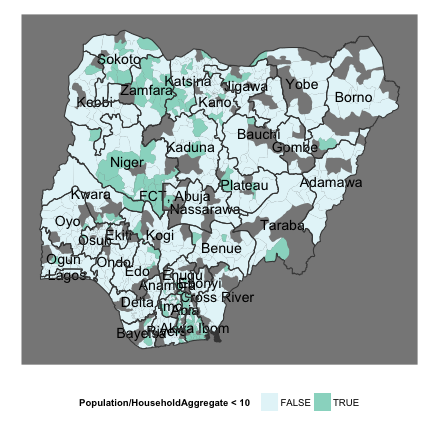 Sokoto
Katsina
Jigawa
Yobe
Zamfara
Kano
Borno
Kebbi
Bauchi
Kaduna
Gombe
Niger
Plateau
Adamawa
Kwara
FCT, Abuja
Nassarawa
Oyo
Taraba
Osun
Ekiti
Kogi
Benue
Ogun
Ondo
Lagos
Edo
Enugu
Ebonyi
Anambra
Cross River
Delta
Imo
Abia
Bayelsa
Rivers
Akwa Ibom
Population/HouseholdAggregate < 10
FALSE
TRUE